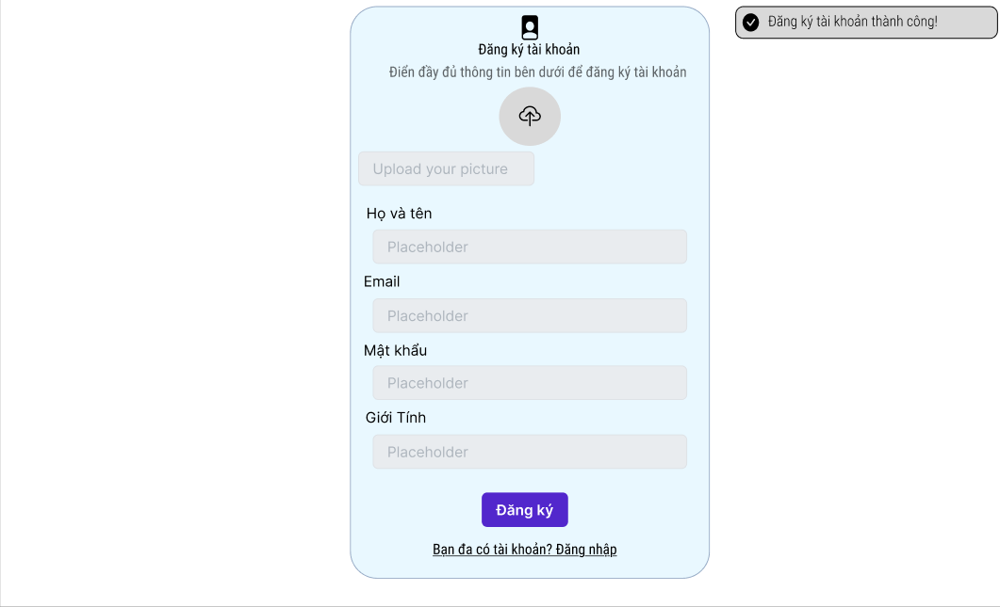 Đăng ký tài khoản thành công!
Đăng ký tài khoản
Điển đầy đủ thông tin bên dưới để đăng ký tài khoản
Upload your picture
Họ và tên
Placeholder
Email
Placeholder
Mật khẩu
Placeholder
Giới Tính
Placeholder
Đăng ký
Bạn đa có tài khoản? Đăng nhập